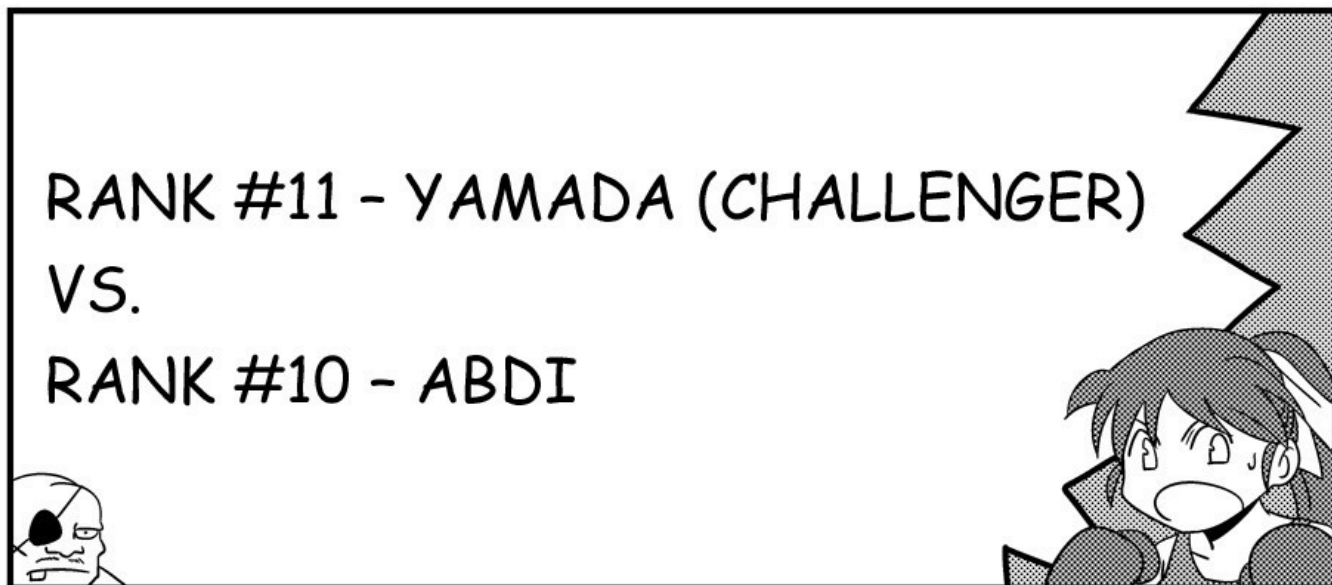 RANK #11 – YAMADA (CHALLENGER)
VS.
RANK #10 – ABDI